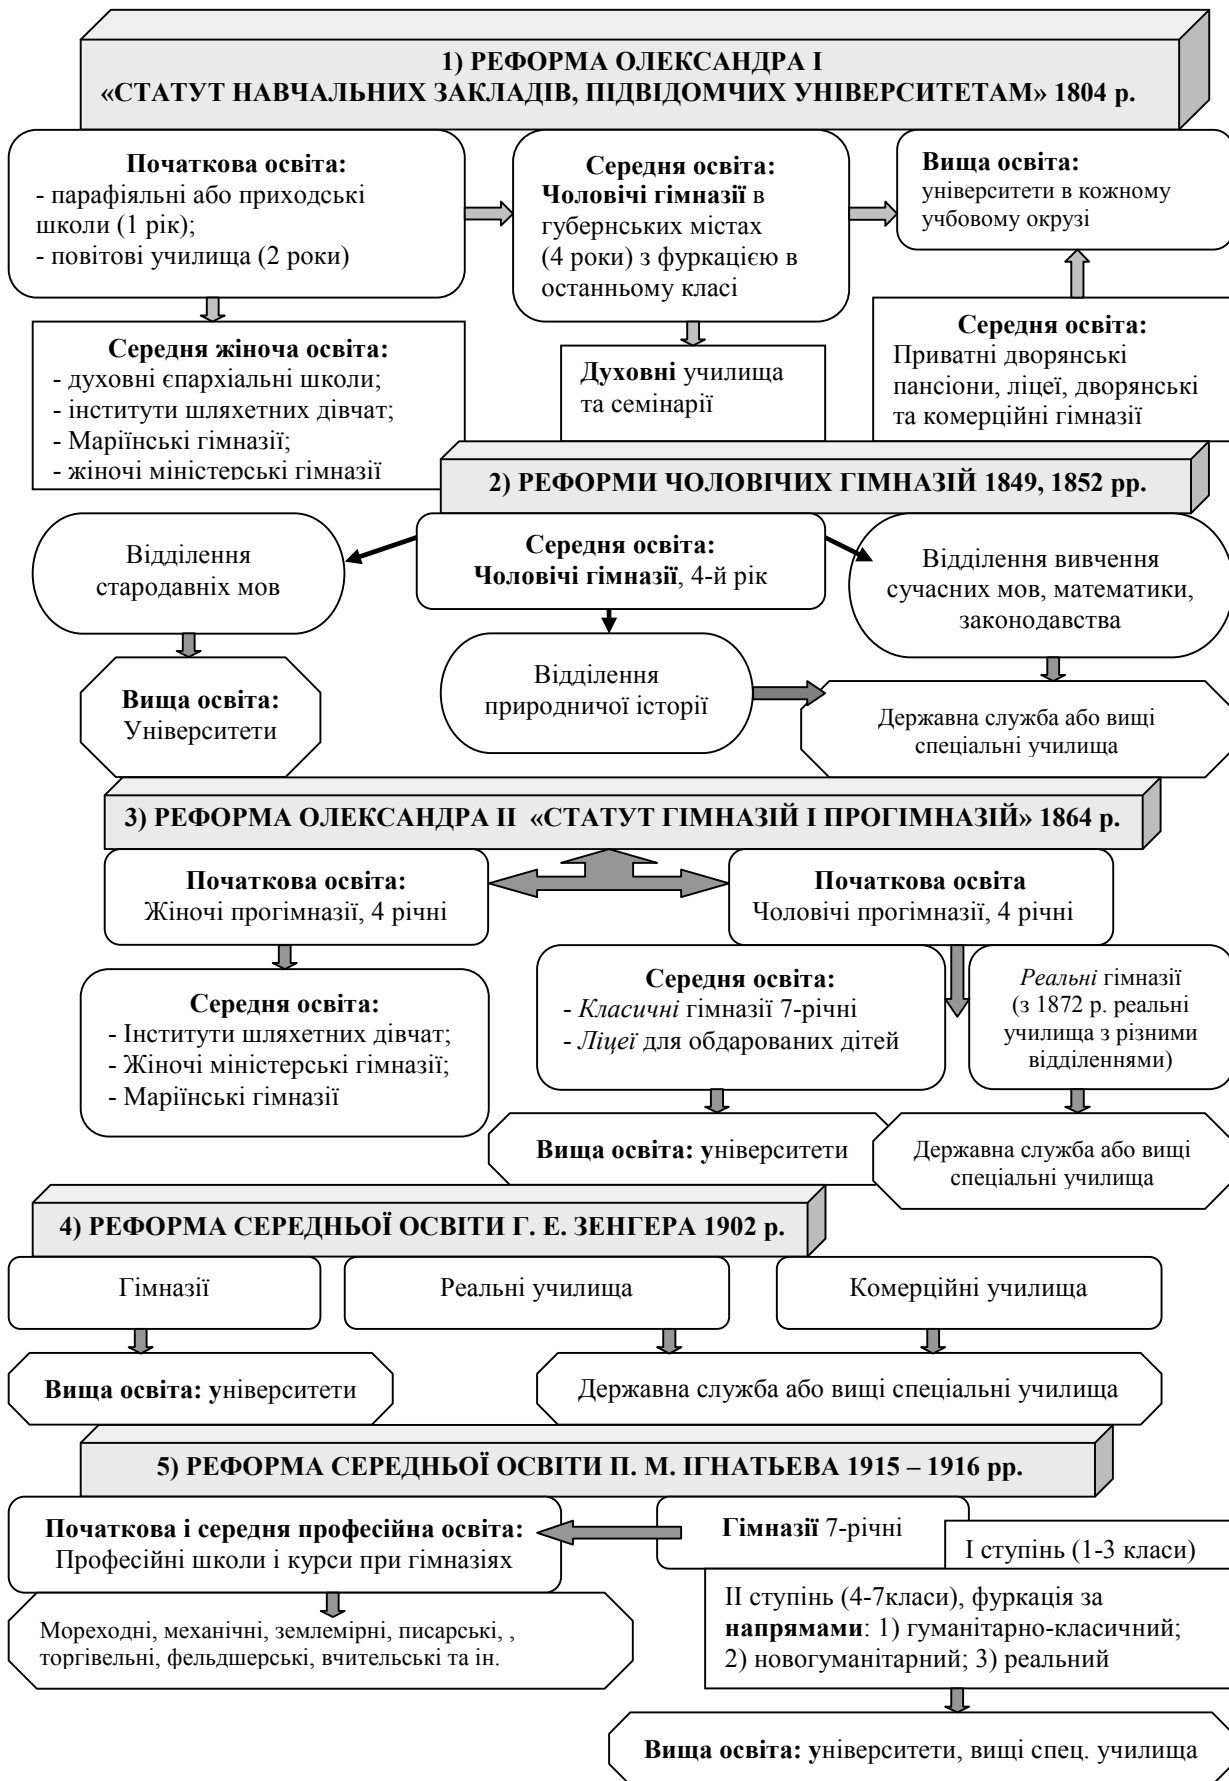 1) РЕФОРМА ОЛЕКСАНДРА І
«СТАТУТ НАВЧАЛЬНИХ ЗАКЛАДІВ, ПІДВІДОМЧИХ УНІВЕРСИТЕТАМ» 1804 р.
Початкова освіта:
- парафіяльні або приходські
школи (1 рік);
- повітові училища (2 роки)
Середня освіта:
Чоловічі гімназії в
губернських містах
(4 роки) з фуркацією в
останньому класі
Вища освіта:
університети в кожному
учбовому окрузі
Середня жіноча освіта:
- духовні єпархіальні школи;
- інститути шляхетних дівчат;
- Маріїнські гімназії;
- жіночі міністерські гімназії
Духовні училища
та семінарії
Середня освіта:
Приватні дворянські
пансіони, ліцеї, дворянські
та комерційні гімназії
2) РЕФОРМИ ЧОЛОВІЧИХ ГІМНАЗІЙ 1849, 1852 рр.
Відділення
стародавніх мов
Середня освіта:
Чоловічі гімназії, 4-й рік
Відділення вивчення
сучасних мов, математики,
законодавства
Вища освіта:
Університети
Відділення
природничої історії
Державна служба або вищі
спеціальні училища
3) РЕФОРМА ОЛЕКСАНДРА ІІ «СТАТУТ ГІМНАЗІЙ І ПРОГІМНАЗІЙ» 1864 р.
Початкова освіта:
Жіночі прогімназії, 4 річні
Початкова освіта
Чоловічі прогімназії, 4 річні
Середня освіта:
- Інститути шляхетних дівчат;
- Жіночі міністерські гімназії;
- Маріїнські гімназії
Середня освіта:
- Класичні гімназії 7-річні
- Ліцеї для обдарованих дітей
Реальні гімназії
(з 1872 р. реальні
училища з різними
відділеннями)
Вища освіта: університети
Державна служба або вищі
спеціальні училища
4) РЕФОРМА СЕРЕДНЬОЇ ОСВІТИ Г. Е. ЗЕНГЕРА 1902 р.
Гімназії
Реальні училища
Комерційні училища
Вища освіта: університети
Державна служба або вищі спеціальні училища
5) РЕФОРМА СЕРЕДНЬОЇ ОСВІТИ П. М. ІГНАТЬЕВА 1915 – 1916 рр.
Початкова і середня професійна освіта:
Професійні школи і курси при гімназіях
Гімназії 7-річні
І ступінь (1-3 класи)
Мореходні, механічні, землемірні, писарські, ,
торгівельні, фельдшерські, вчительські та ін.
ІІ ступінь (4-7класи), фуркація за
напрямами: 1) гуманітарно-класичний;
2) новогуманітарний; 3) реальний
Вища освіта: університети, вищі спец. училища